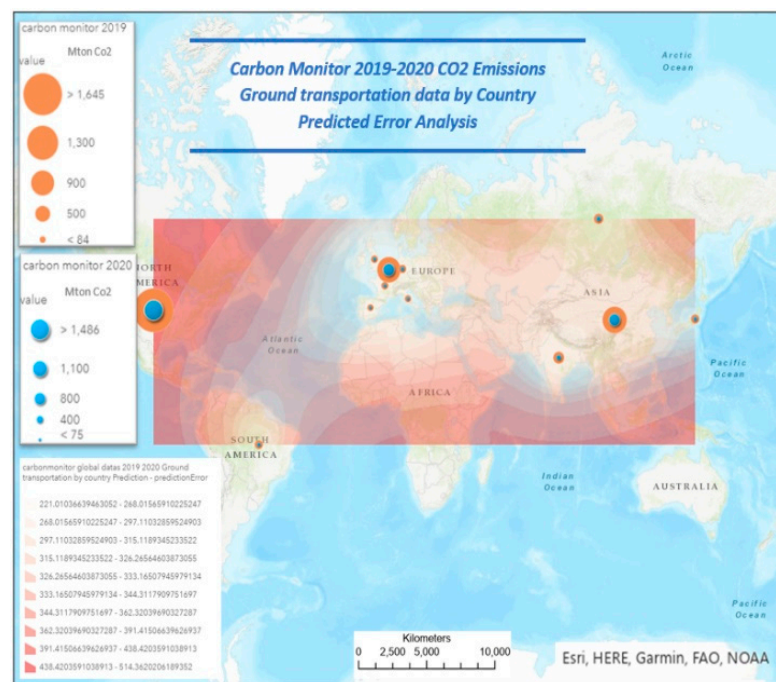 carbon monitor 2019
Mton Co2
value
> 1,645
1,300
900
500
< 84
carbon monitor 2020
Mton Co2
value
> 1,486
1,100
800
400
< 75
Carbon Monitor 2019-2020 CO2 Emissions
Ground transportation data by Country
Predicted Error Analysis
Arctic
Ocean
NORTH
AMERICA
EUROPE
ASIA
Atlantic
Ocean
Pacific
Ocean
AFRICA
SOUTH
AMERICA
Indian
Ocean
AUSTRALIA
Pacific
Ocean
carbonmonitor global datas 2019 2020 Ground
transportation by country Prediction - predictionError
221.01036639463052 - 268.01565910225247
268.01565910225247 - 297.11032859524903
297.11032859524903 - 315.1189345233522
315.1189345233522 - 326.26564603873055
326.26564603873055 - 333.16507945979134
333.16507945979134 - 344.3117909751697
344.3117909751697 - 362.32039690327287
362.32039690327287 - 391.41506639626937
391.41506639626937 - 438.4203591038913
438.4203591038913 - 514.3620206189352
Kilometers
0 2,500 5,000 10,000
Esri, HERE, Garmin, FAO, NOAA